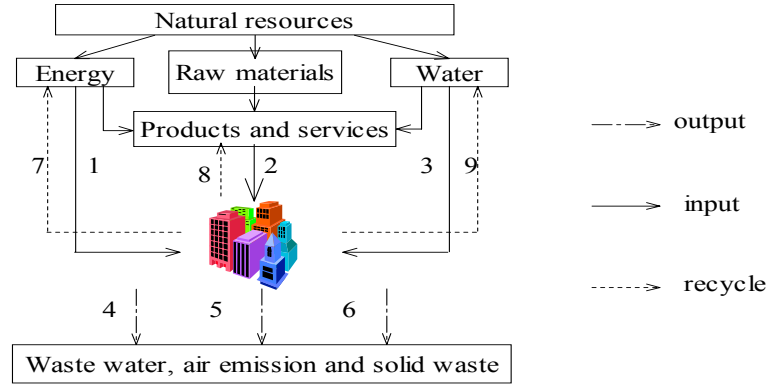 Natural resources
Energy
Raw materials
Water
Products and services
output
7
1
8
2
3
9
input
recycle
4
5
6
Waste water, air emission and solid waste